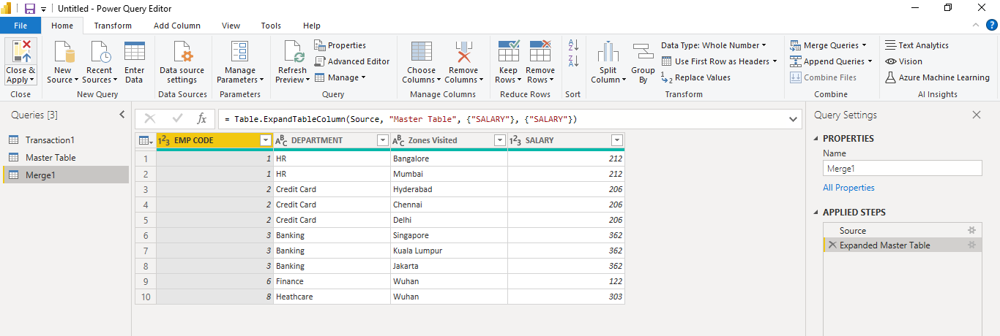 Untitled - Power Query Editor
File Home Transform Add Column View Tools Help
Close & Apply
New Source
Recent Sources
Enter Data
Data source settings
Manage Parameters
Refresh Preview
Properties
Advanced Editor
Manage
Choose Columns
Remove Columns
Keep Rows
Remove Rows
A Z
Z A
Split Column
Group By
Data Type: Whole Number
Use First Row as Headers
1 2 Replace Values
Merge Queries
Append Queries
Combine Files
Text Analytics
Vision
Azure Machine Learning
Close New Query Data Sources Parameters Query Manage Columns Reduce Rows Sort Transform Combine AI Insights
Queries [3]
Transaction1
Master Table
Merge1
fx = Table.ExpandTableColumn(Source, "Master Table", {"SALARY"}, {"SALARY"})
123 EMP CODE ABC DEPARTMENT ABC Zones Visited 123 SALARY
1 1 HR Bangalore 212
2 1 HR Mumbai 212
3 2 Credit Card Hyderabad 206
4 2 Credit Card Chennai 206
5 2 Credit Card Delhi 206
6 3 Banking Singapore 362
7 3 Banking Kuala Lumpur 362
8 3 Banking Jakarta 362
9 6 Finance Wuhan 122
10 8 Heathcare Wuhan 303
Query Settings
PROPERTIES
Name
Merge1
All Properties
APPLIED STEPS
Source
Expanded Master Table